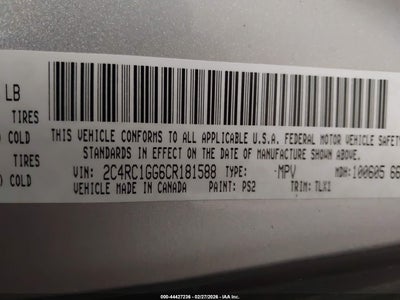 LB
TIRES
COLD
THIS VEHICLE CONFORMS TO ALL APPLICABLE U.S.A. FEDERAL MOTOR VEHICLE SAFETY
TIRES
STANDARDS IN EFFECT ON THE DATE OF MANUFACTURE SHOWN ABOVE.
COLD
VIN: 2C4RC1GG6CR181588 TYPE: MPV MDH: 100605 66
VEHICLE MADE IN CANADA PAINT: PS2 TRIM: TLX1
000-44427236 - 02/27/2026 - IAA Inc.